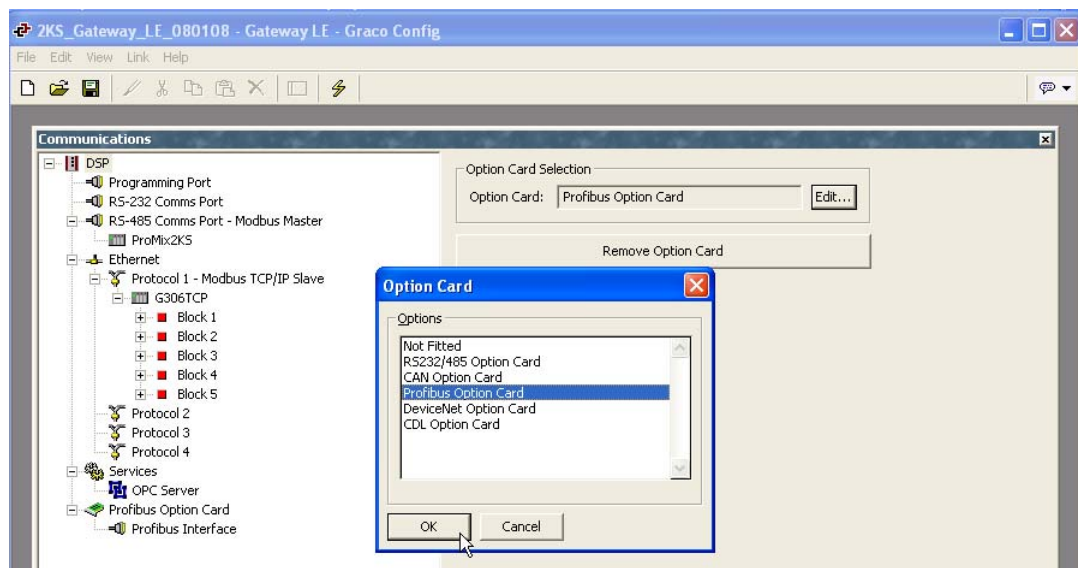 2KS_Gateway_LE_080108 - Gateway LE - Graco Config
File Edit View Link Help
Communications
DSP
Programming Port
RS-232 Comms Port
RS-485 Comms Port - Modbus Master
ProMix2KS
Ethernet
Protocol 1 - Modbus TCP/IP Slave
G306TCP
Block 1
Block 2
Block 3
Block 4
Block 5
Protocol 2
Protocol 3
Protocol 4
Services
OPC Server
Profibus Option Card
Profibus Interface
Option Card Selection
Option Card: Profibus Option Card Edit...
Remove Option Card
Option Card
Options
Not Fitted
RS232/485 Option Card
CAN Option Card
Profibus Option Card
DeviceNet Option Card
CDL Option Card
OK Cancel